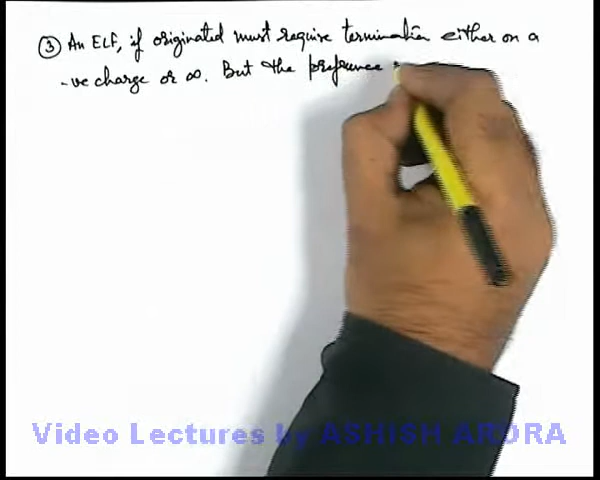 ③ An ELF, if originated must require termination either on a
-ve charge or ∞. But the prefrence
Video Lectures by ASHISH ARORA